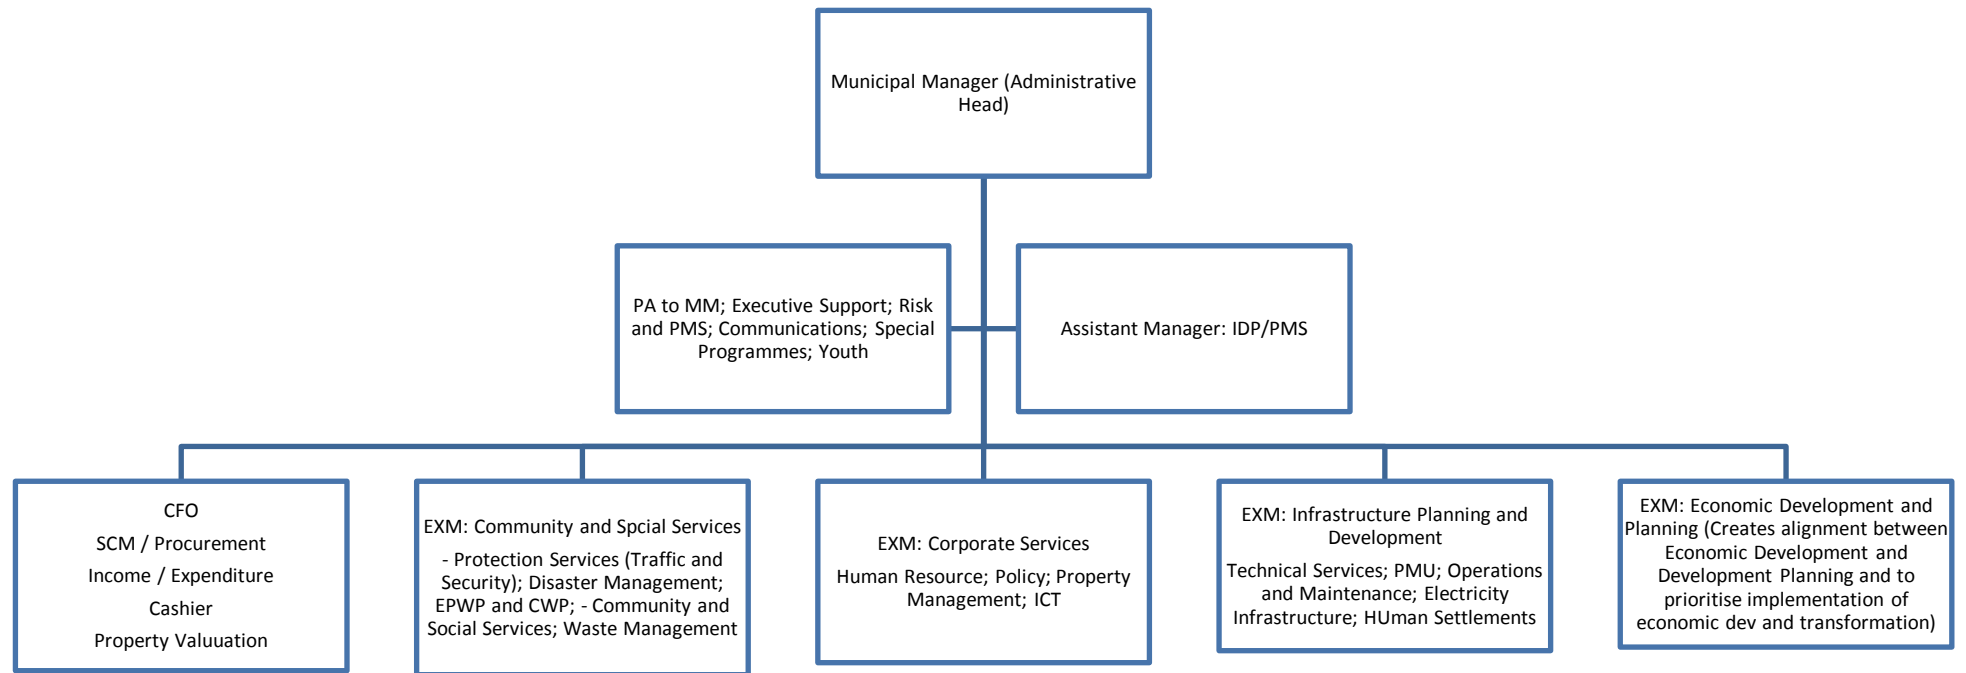 Municipal Manager (Administrative
Head)
PA to MM; Executive Support; Risk
and PMS; Communications; Special
Programmes; Youth
Assistant Manager: IDP/PMS
CFO
SCM / Procurement
Income / Expenditure
Cashier
Property Valuuation
EXM: Community and Spcial Services
- Protection Services (Traffic and
Security); Disaster Management;
EPWP and CWP; - Community and
Social Services; Waste Management
EXM: Corporate Services
Human Resource; Policy; Property
Management; ICT
EXM: Infrastructure Planning and
Development
Technical Services; PMU; Operations
and Maintenance; Electricity
Infrastructure; HUman Settlements
EXM: Economic Development and
Planning (Creates alignment between
Economic Development and
Development Planning and to
prioritise implementation of
economic dev and transformation)